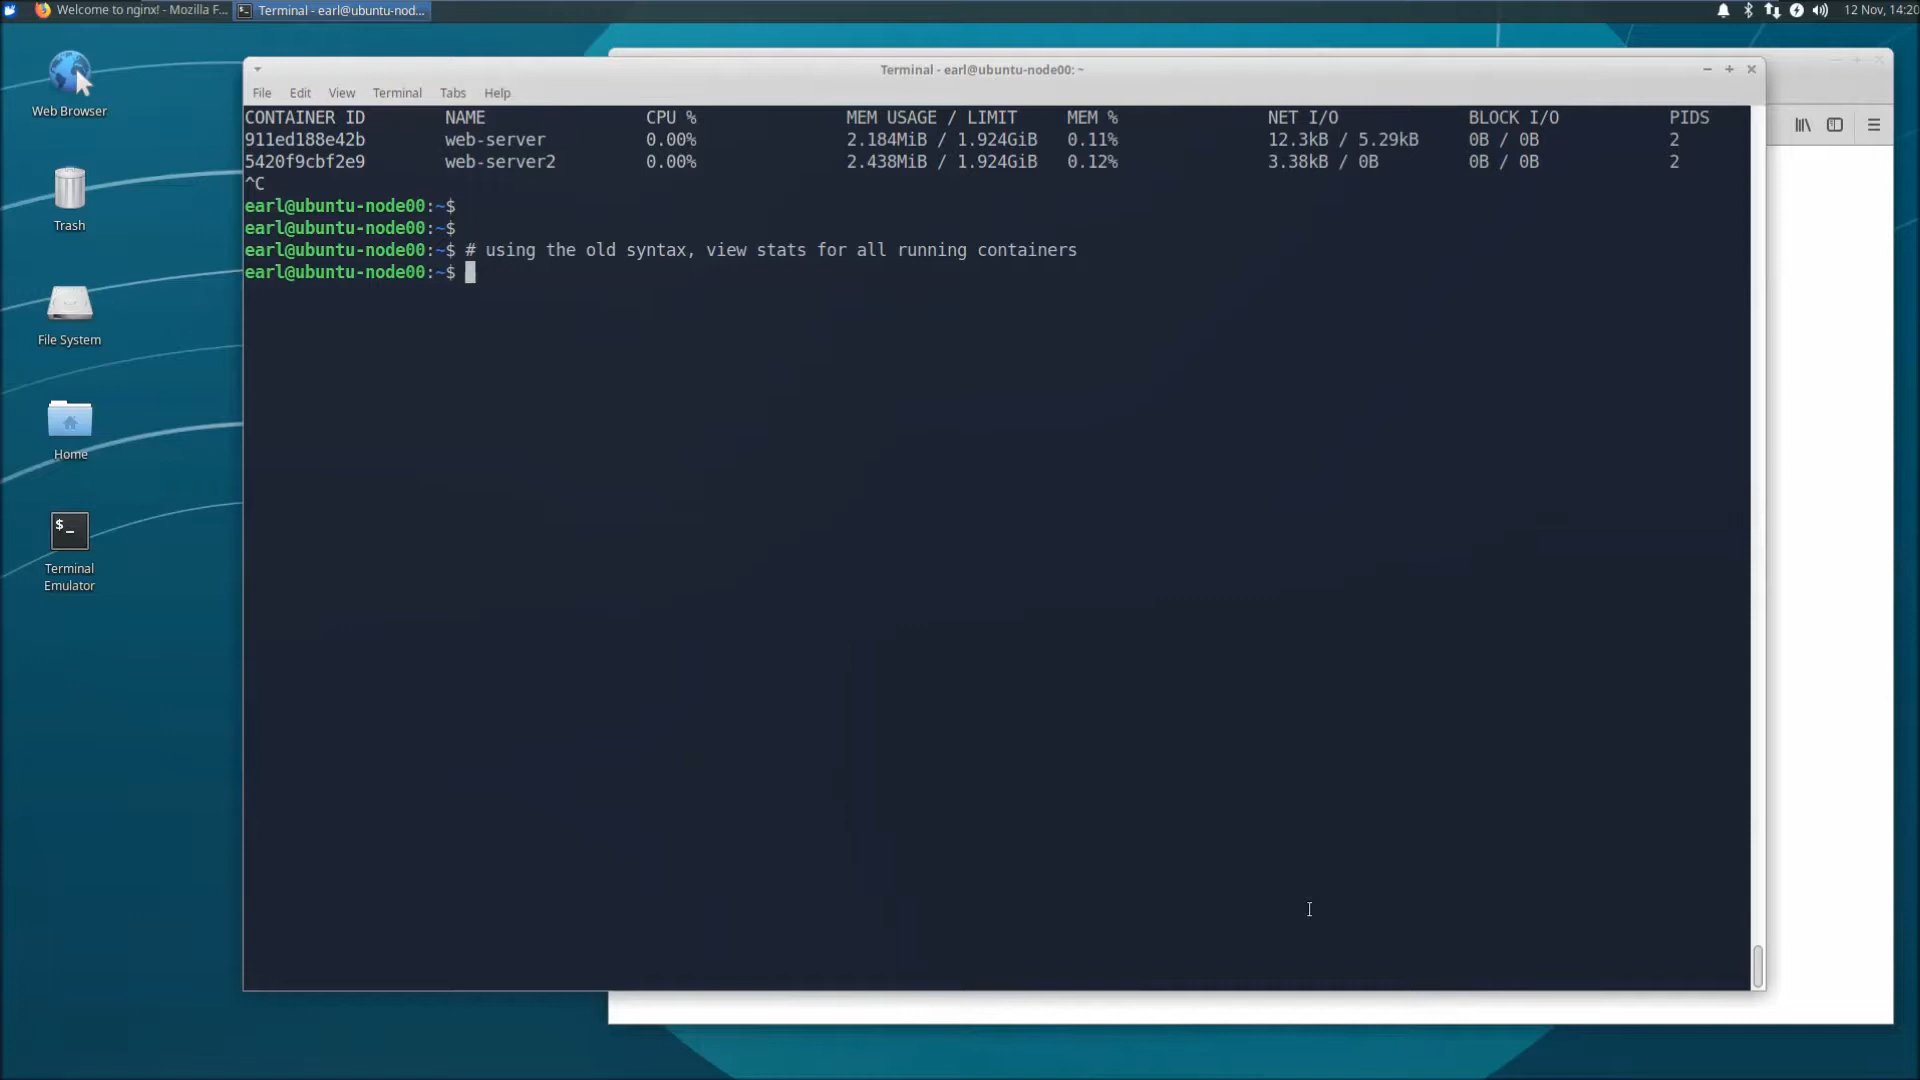 Welcome to nginx! - Mozilla F...
Terminal - earl@ubuntu-nod...
12 Nov, 14:20
Web Browser
Trash
File System
Home
$_
Terminal
Emulator
Terminal - earl@ubuntu-node00: ~
File Edit View Terminal Tabs Help
CONTAINER ID NAME CPU % MEM USAGE / LIMIT MEM % NET I/O BLOCK I/O PIDS
911ed188e42b web-server 0.00% 2.184MiB / 1.924GiB 0.11% 12.3kB / 5.29kB 0B / 0B 2
5420f9cbf2e9 web-server2 0.00% 2.438MiB / 1.924GiB 0.12% 3.38kB / 0B 0B / 0B 2
^C
earl@ubuntu-node00:~$
earl@ubuntu-node00:~$
earl@ubuntu-node00:~$ # using the old syntax, view stats for all running containers
earl@ubuntu-node00:~$